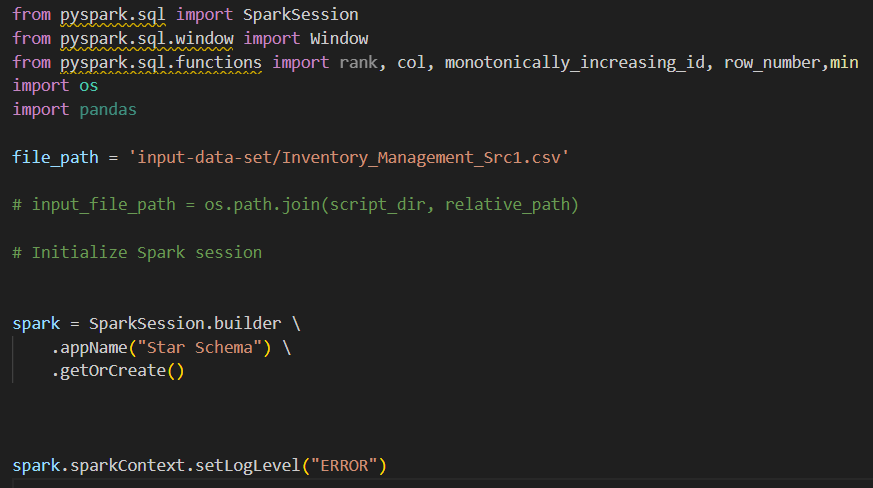 from pyspark.sql import SparkSession
from pyspark.sql.window import Window
from pyspark.sql.functions import rank, col, monotonically_increasing_id, row_number,min
import os
import pandas
file_path = 'input-data-set/Inventory_Management_Src1.csv'
# input_file_path = os.path.join(script_dir, relative_path)
# Initialize Spark session
spark = SparkSession.builder \
    .appName("Star Schema") \
    .getOrCreate()
spark.sparkContext.setLogLevel("ERROR")